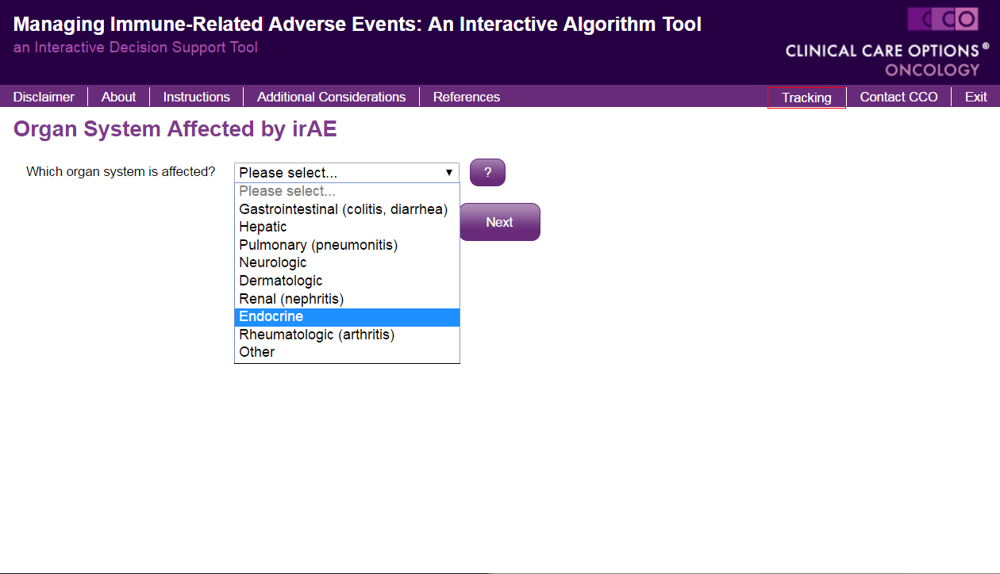 Managing Immune-Related Adverse Events: An Interactive Algorithm Tool
an Interactive Decision Support Tool
CCO
CLINICAL CARE OPTIONS®
ONCOLOGY
Disclaimer About Instructions Additional Considerations References Tracking Contact CCO Exit
Organ System Affected by irAE
Which organ system is affected? Please select... ▼ ?
Please select...
Gastrointestinal (colitis, diarrhea)
Hepatic
Next
Pulmonary (pneumonitis)
Neurologic
Dermatologic
Renal (nephritis)
Endocrine
Rheumatologic (arthritis)
Other